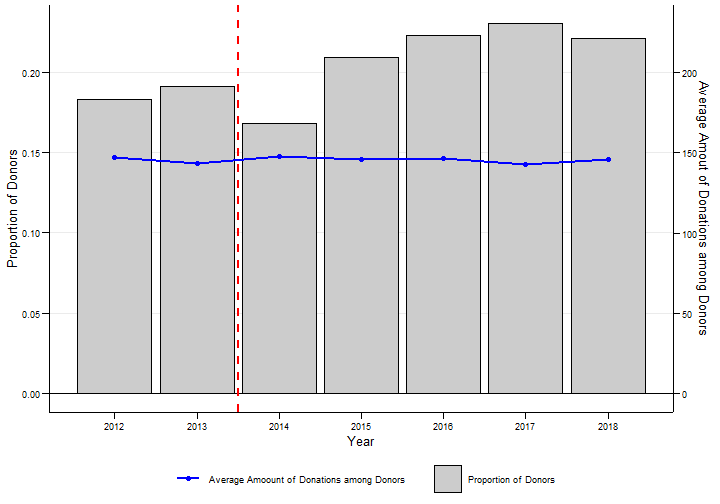 Proportion of Donors
0.20
0.15
0.10
0.05
0.00
200
150
100
50
0
Average Amout of Donations among Donors
2012 2013 2014 2015 2016 2017 2018
Year
Average Amoount of Donations among Donors
Proportion of Donors